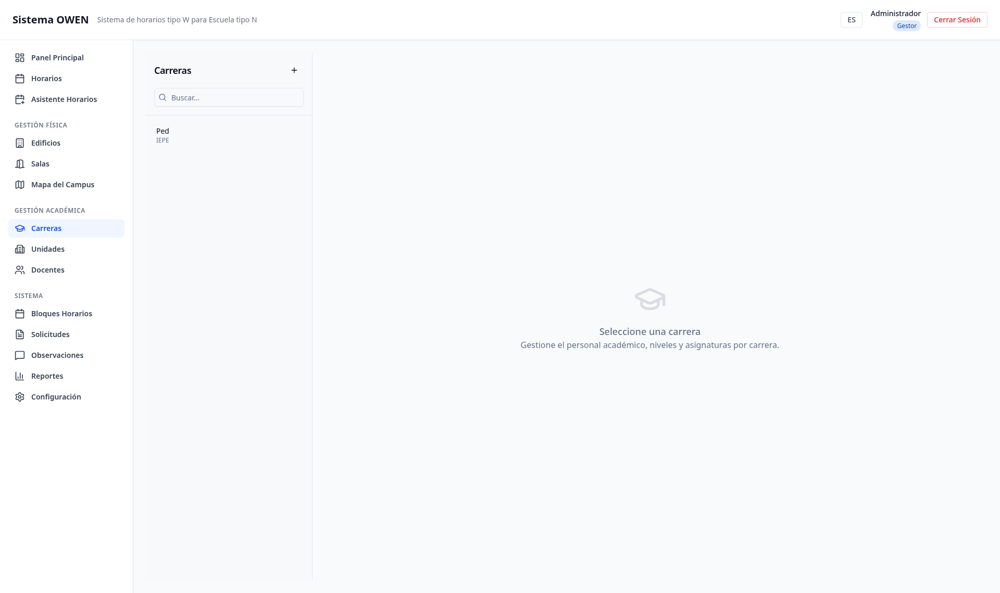 Sistema OWEN
Sistema de horarios tipo W para Escuela tipo N
ES
Administrador
Gestor
Cerrar Sesión
Panel Principal
Horarios
Asistente Horarios
GESTIÓN FÍSICA
Edificios
Salas
Mapa del Campus
GESTIÓN ACADÉMICA
Carreras
Unidades
Docentes
SISTEMA
Bloques Horarios
Solicitudes
Observaciones
Reportes
Configuración
Carreras
Buscar...
Ped
IEPE
Seleccione una carrera
Gestione el personal académico, niveles y asignaturas por carrera.